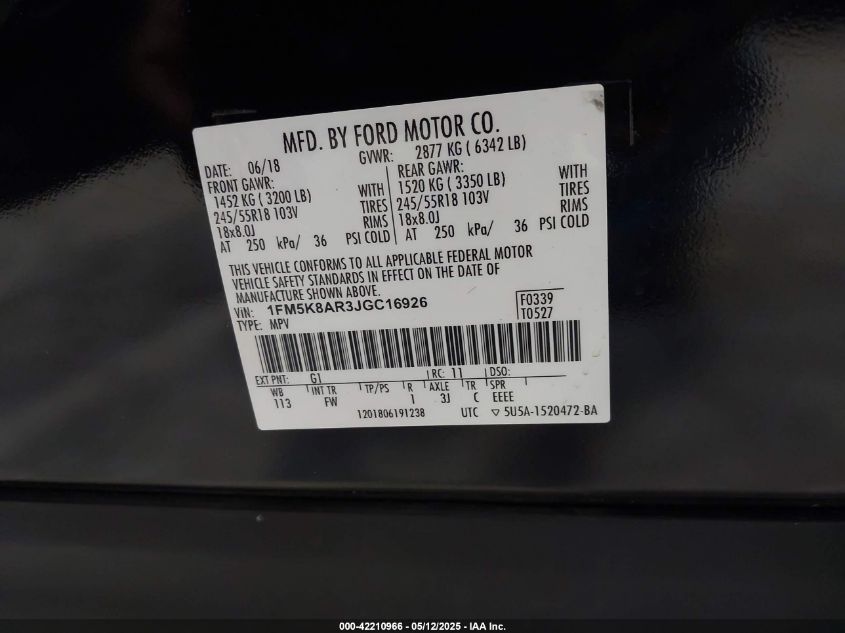 MFD. BY FORD MOTOR CO.
DATE: 06/18 GVWR: 2877 KG ( 6342 LB)
FRONT GAWR: REAR GAWR:
1452 KG ( 3200 LB) WITH 1520 KG ( 3350 LB) WITH
245/55R18 103V TIRES 245/55R18 103V TIRES
18x8.0J RIMS 18x8.0J RIMS
AT 250 kPa/ 36 PSI COLD AT 250 kPa/ 36 PSI COLD
THIS VEHICLE CONFORMS TO ALL APPLICABLE FEDERAL MOTOR
VEHICLE SAFETY STANDARDS IN EFFECT ON THE DATE OF
MANUFACTURE SHOWN ABOVE.
VIN: 1FM5K8AR3JGC16926 F0339
TYPE: MPV T0527
EXT PNT: G1 RC: 11 DSO:
WB INT TR TP/PS R AXLE TR SPR
113 FW 1 3J C EEEE
1201806191238 UTC ▽ 5U5A-1520472-BA
000-42210966 - 05/12/2025 - IAA Inc.